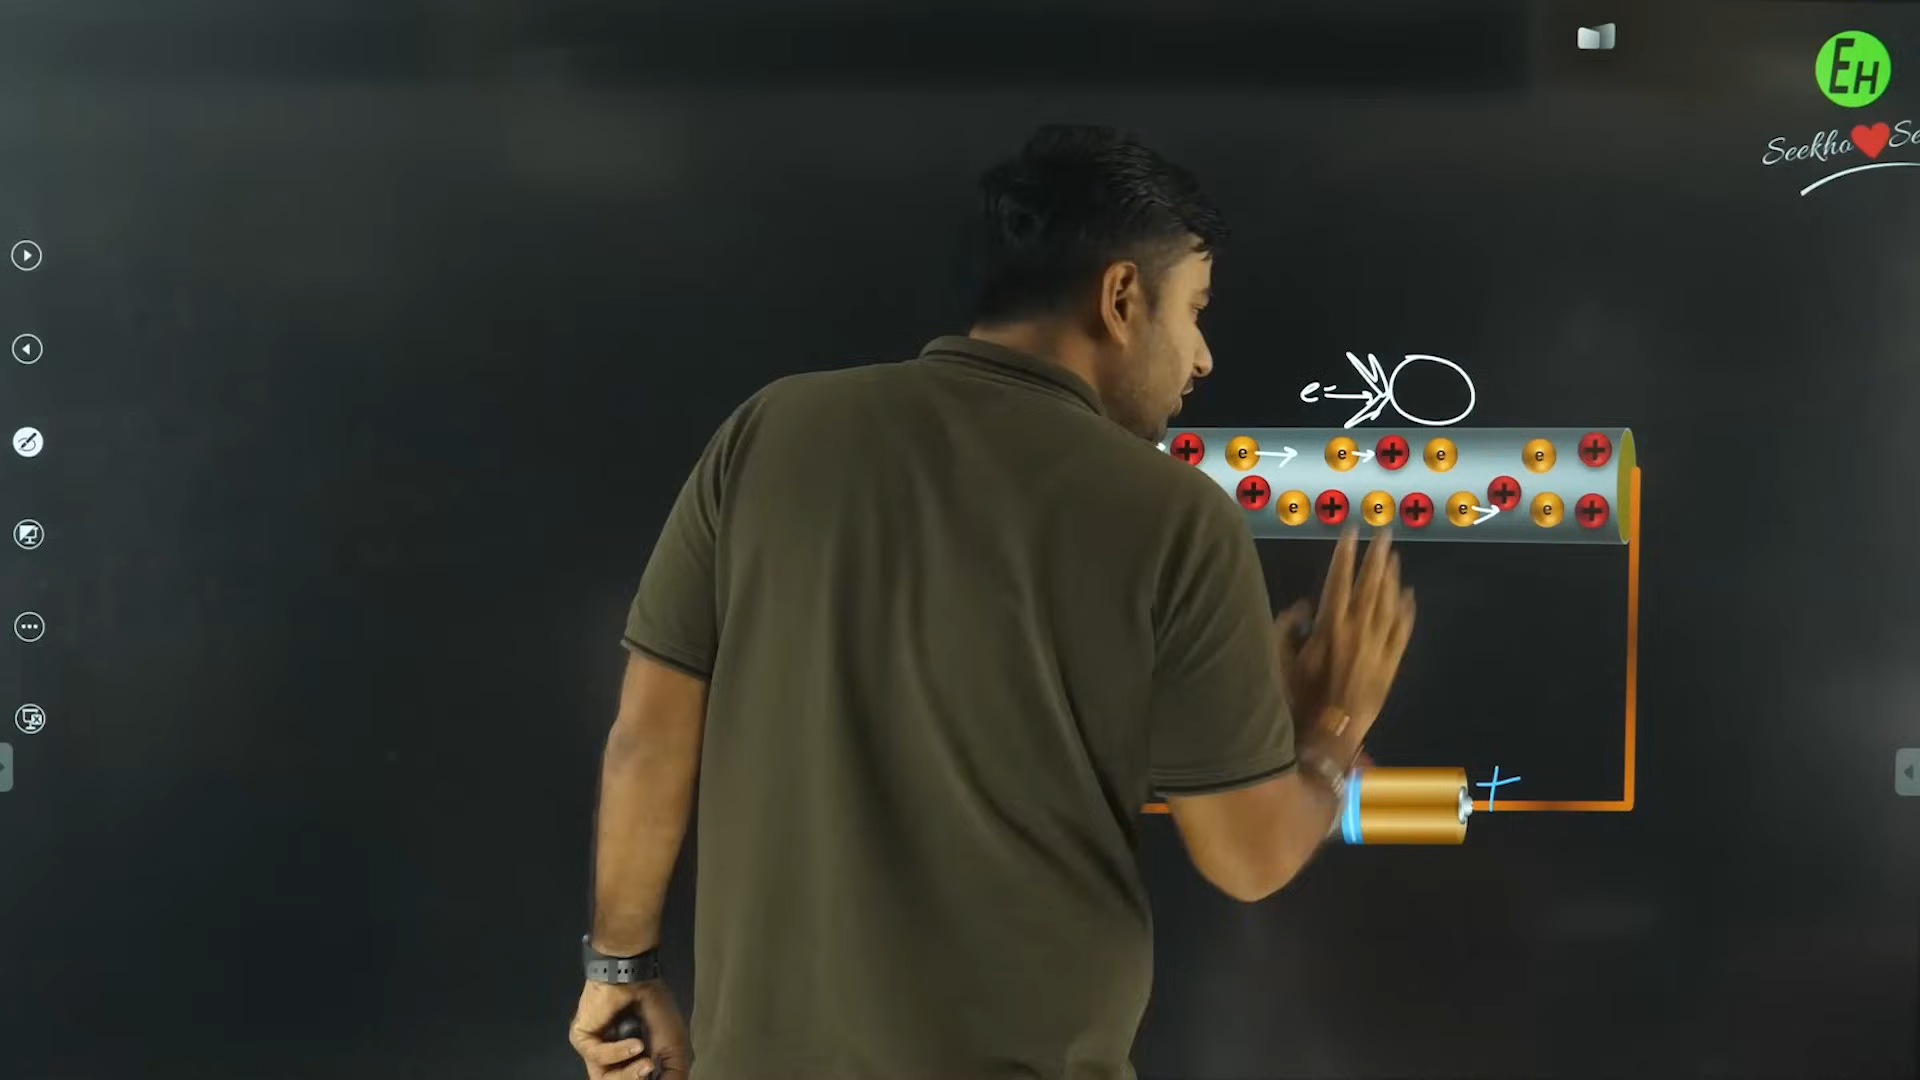 EH
Seekho ❤ Se
e-
+ e e + e e +
+ e + e + e + e +
+